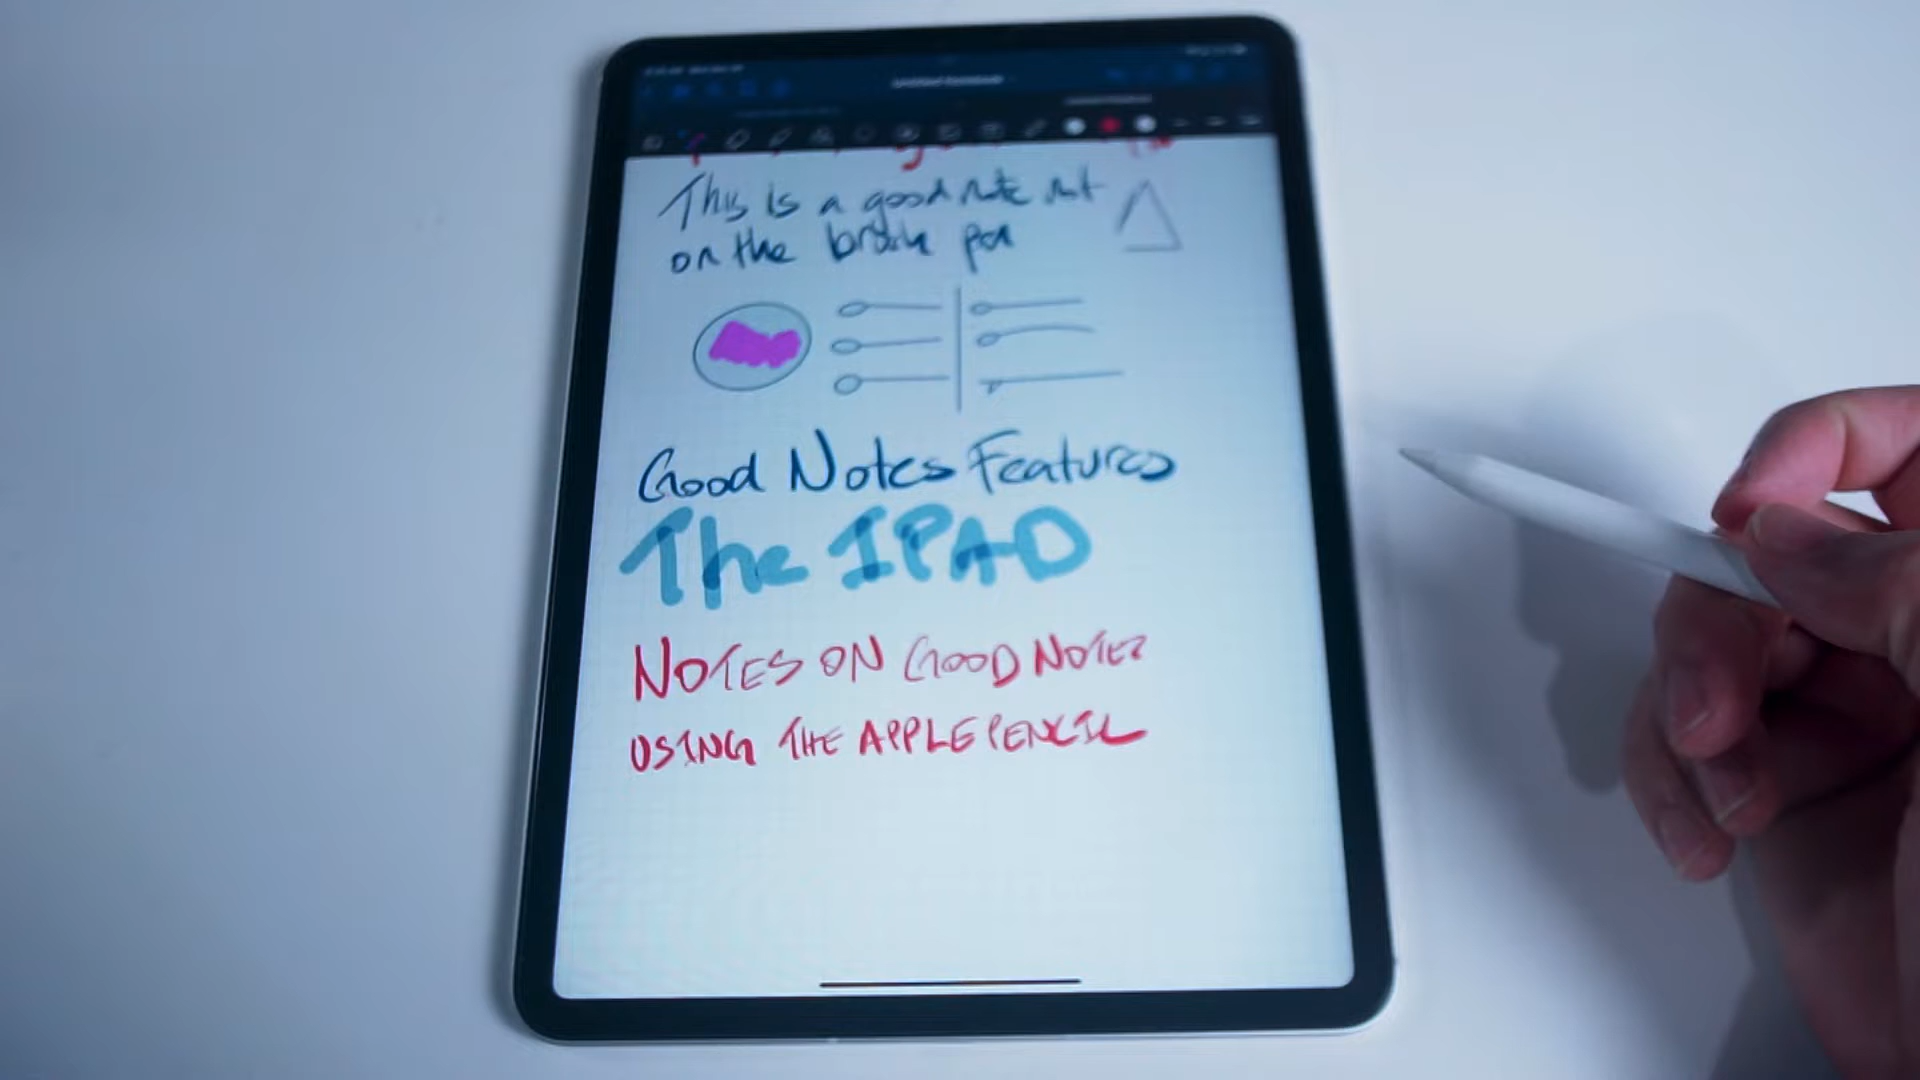 This is a good note not
on the brush pen
Good Notes Features
The IPAD
NOTES ON GOOD NOTES
USING THE APPLE PENCIL